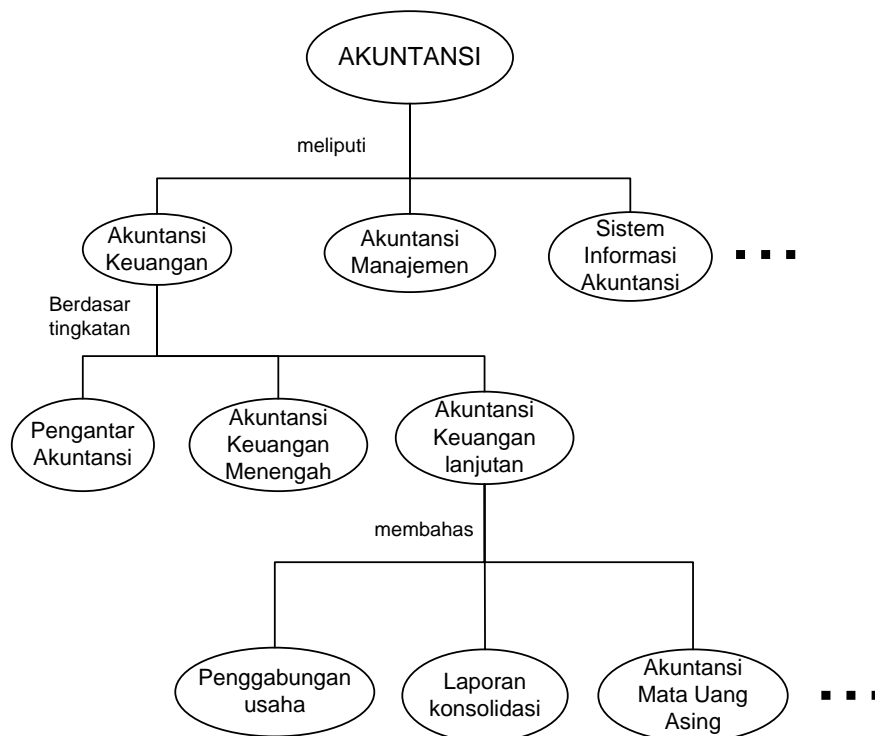 AKUNTANSI
meliputi
Akuntansi
Keuangan
Akuntansi
Manajemen
Sistem
Informasi
Akuntansi
...
Berdasar
tingkatan
Pengantar
Akuntansi
Akuntansi
Keuangan
Menengah
Akuntansi
Keuangan
lanjutan
membahas
Penggabungan
usaha
Laporan
konsolidasi
Akuntansi
Mata Uang
Asing
...